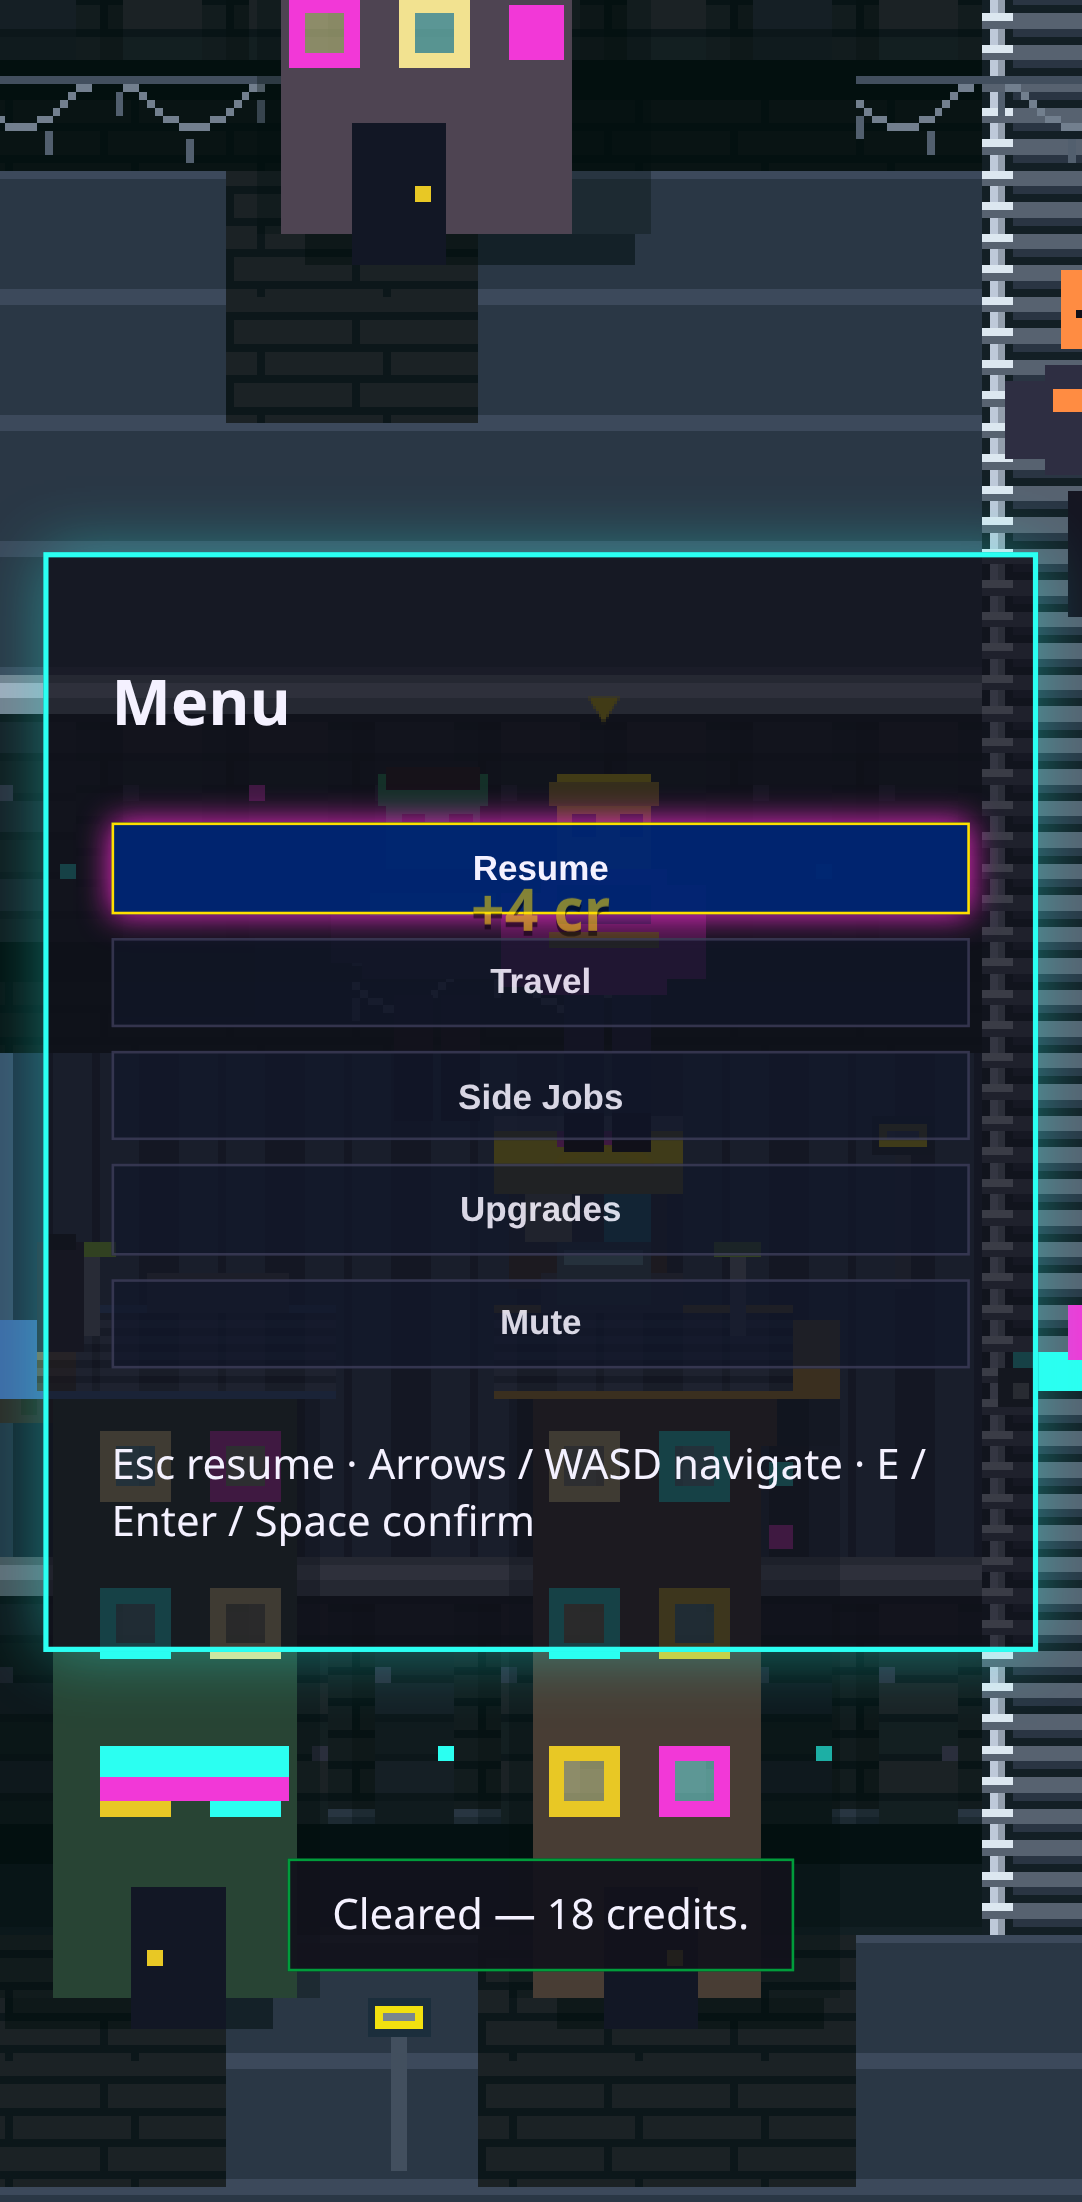 Menu
Resume
+4 cr
Travel
Side Jobs
Upgrades
Mute
Esc resume · Arrows / WASD navigate · E /
Enter / Space confirm
Cleared — 18 credits.